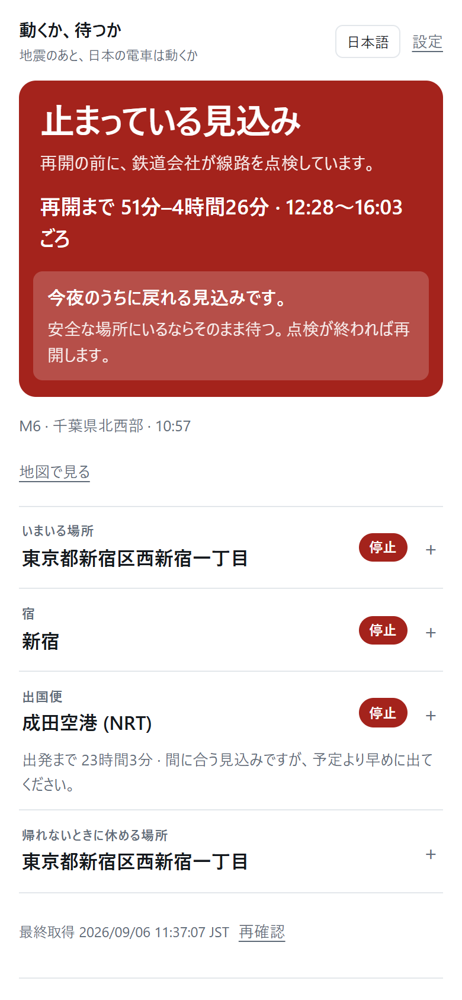 動くか、待つか
地震のあと、日本の電車は動くか
日本語
設定
止まっている見込み
再開の前に、鉄道会社が線路を点検しています。
再開まで 51分–4時間26分 · 12:28〜16:03
ごろ
今夜のうちに戻れる見込みです。
安全な場所にいるならそのまま待つ。点検が終われば再
開します。
M6 · 千葉県北西部 · 10:57
地図で見る
いまいる場所
東京都新宿区西新宿一丁目
停止
+
宿
新宿
停止
+
出国便
成田空港 (NRT)
停止
+
出発まで 23時間3分 · 間に合う見込みですが、予定より早めに出て
ください。
帰れないときに休める場所
東京都新宿区西新宿一丁目
+
最終取得 2026/09/06 11:37:07 JST 再確認